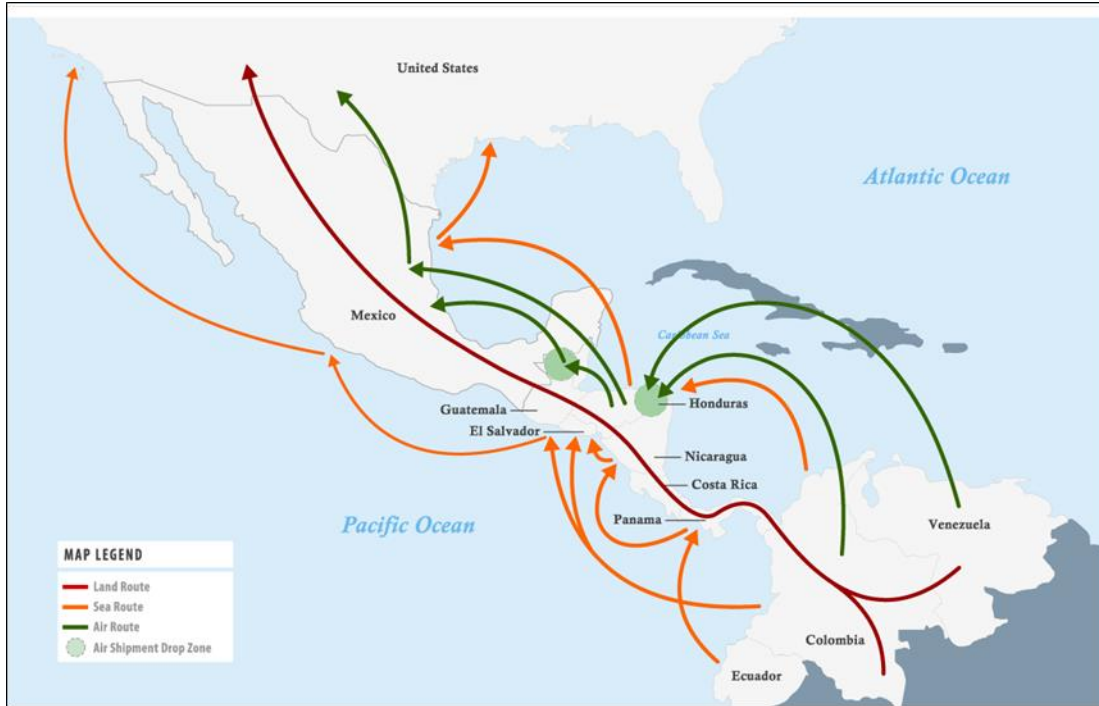 United States
Atlantic Ocean
Mexico
Caribbean Sea
Guatemala
Honduras
El Salvador
Nicaragua
Costa Rica
Pacific Ocean
Panama
Venezuela
MAP LEGEND
Land Route
Sea Route
Air Route
Air Shipment Drop Zone
Colombia
Ecuador